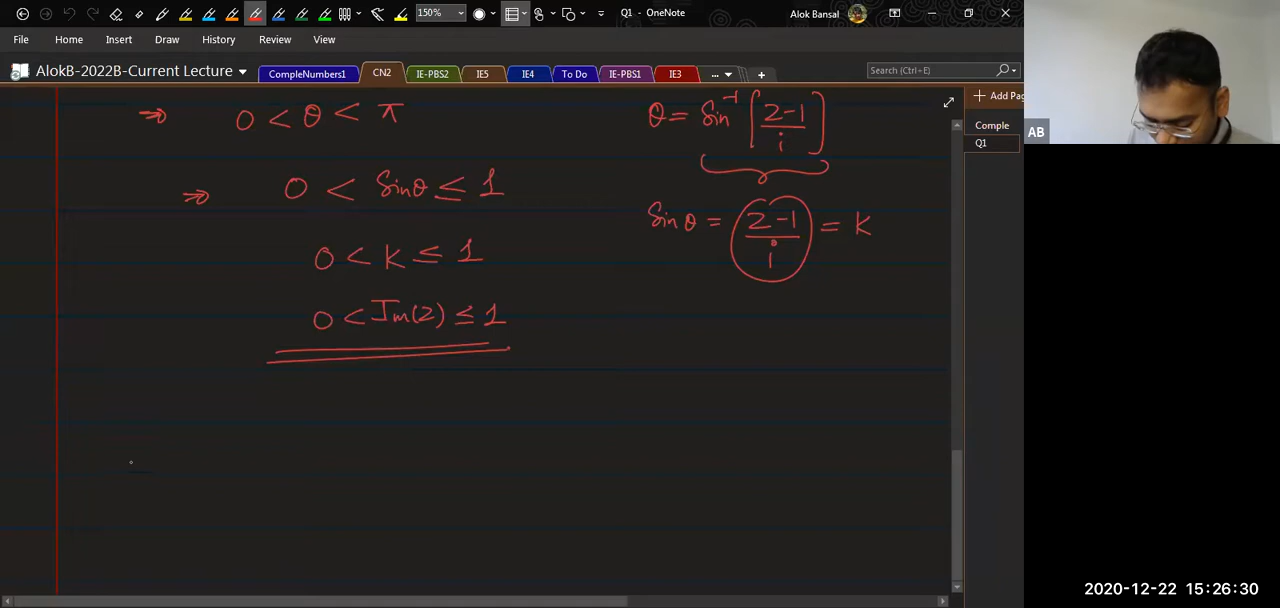 150%
Q1 - OneNote
Alok Bansal
File Home Insert Draw History Review View
AlokB-2022B-Current Lecture
CompleNumbers1 CN2 IE-PBS2 IE5 IE4 To Do IE-PBS1 IE3 ... +
Search (Ctrl+E)
+ Add Pag
Comple
Q1
AB
⇒ 0 < θ < π
θ = Sin⁻¹ [ (z-1)/i ]
⇒ 0 < Sinθ ≤ 1
Sinθ = (z-1)/i = K
0 < K ≤ 1
0 < Im(z) ≤ 1
2020-12-22 15:26:30